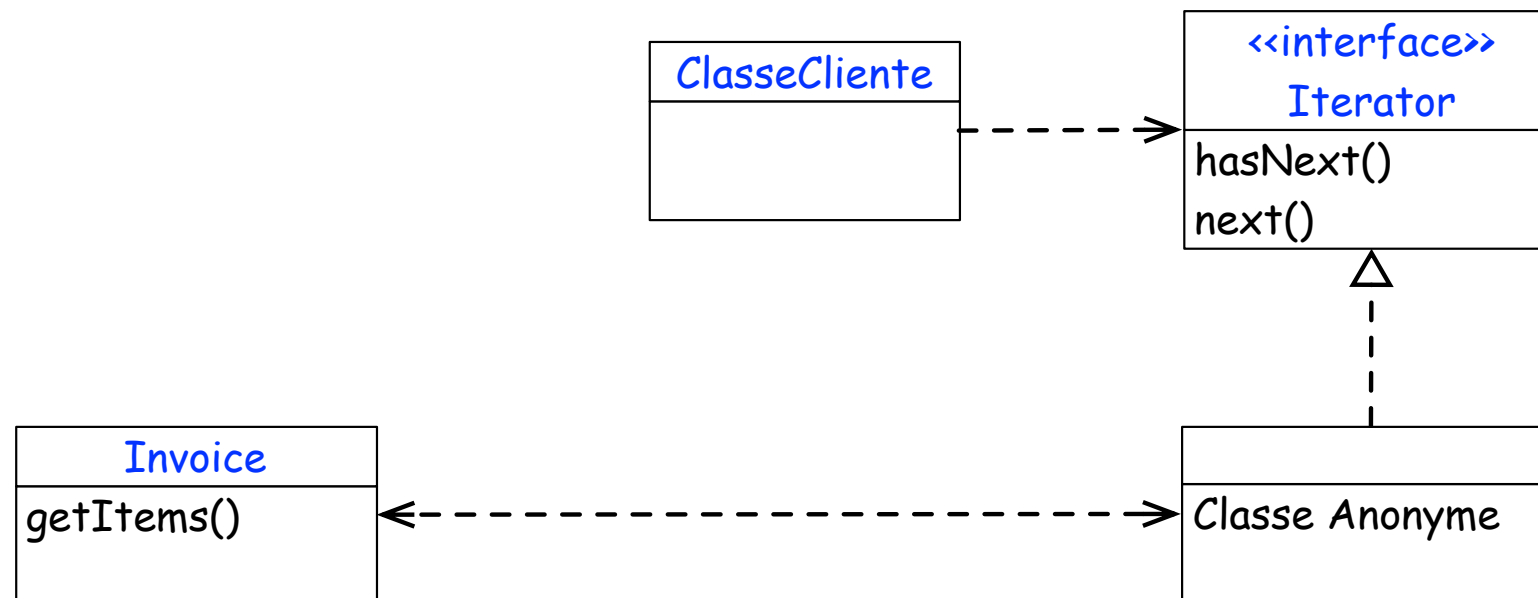 ClasseCliente
<<interface>>
Iterator
hasNext()
next()
Invoice
getItems()
Classe Anonyme